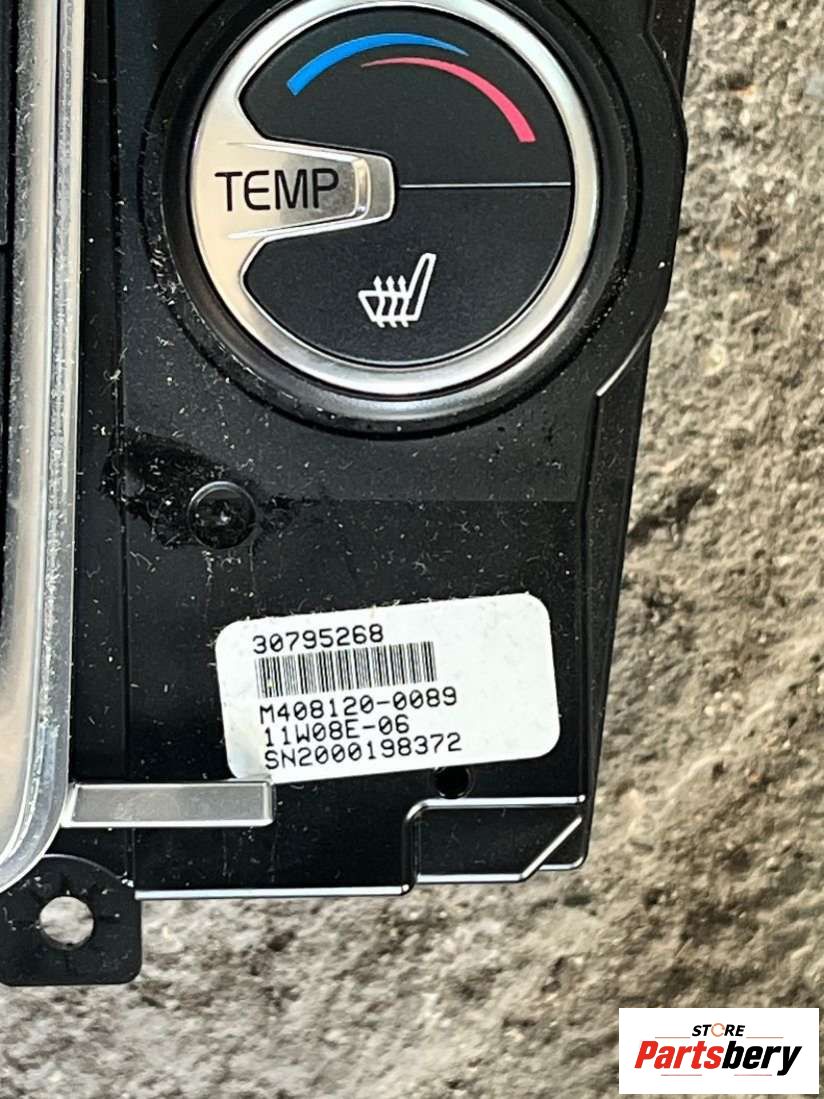 TEMP
30795268
M408120-0089
11W08E-06
SN2000198372
STORE
Partsbery